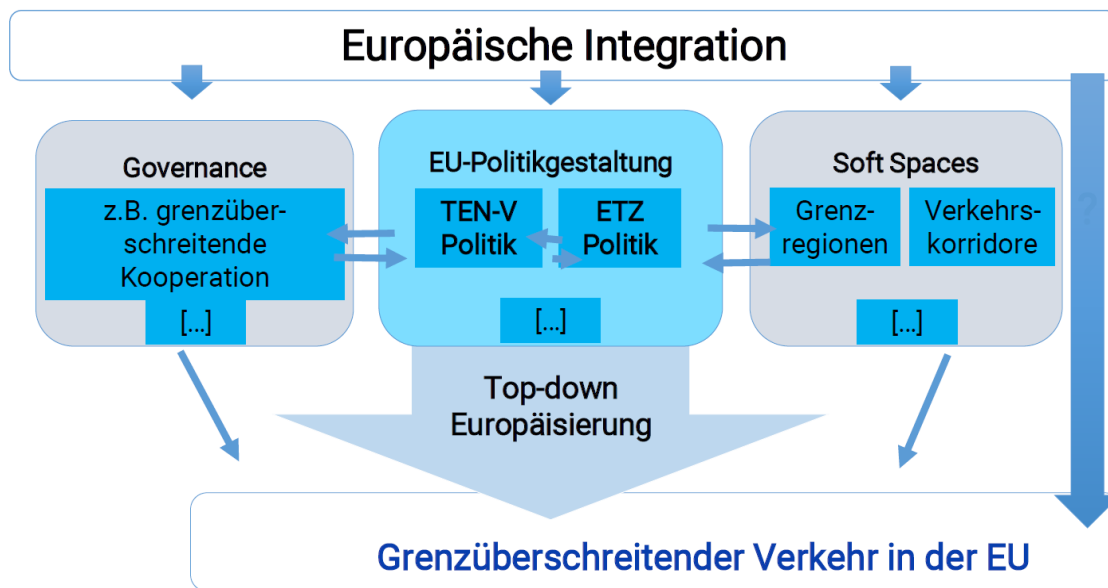 Europäische Integration
Governance
z.B. grenzüber-
schreitende
Kooperation
[...]
EU-Politikgestaltung
TEN-V
Politik
ETZ
Politik
[...]
Soft Spaces
Grenz-
regionen
Verkehrs-
korridore
[...]
?
Top-down
Europäisierung
Grenzüberschreitender Verkehr in der EU